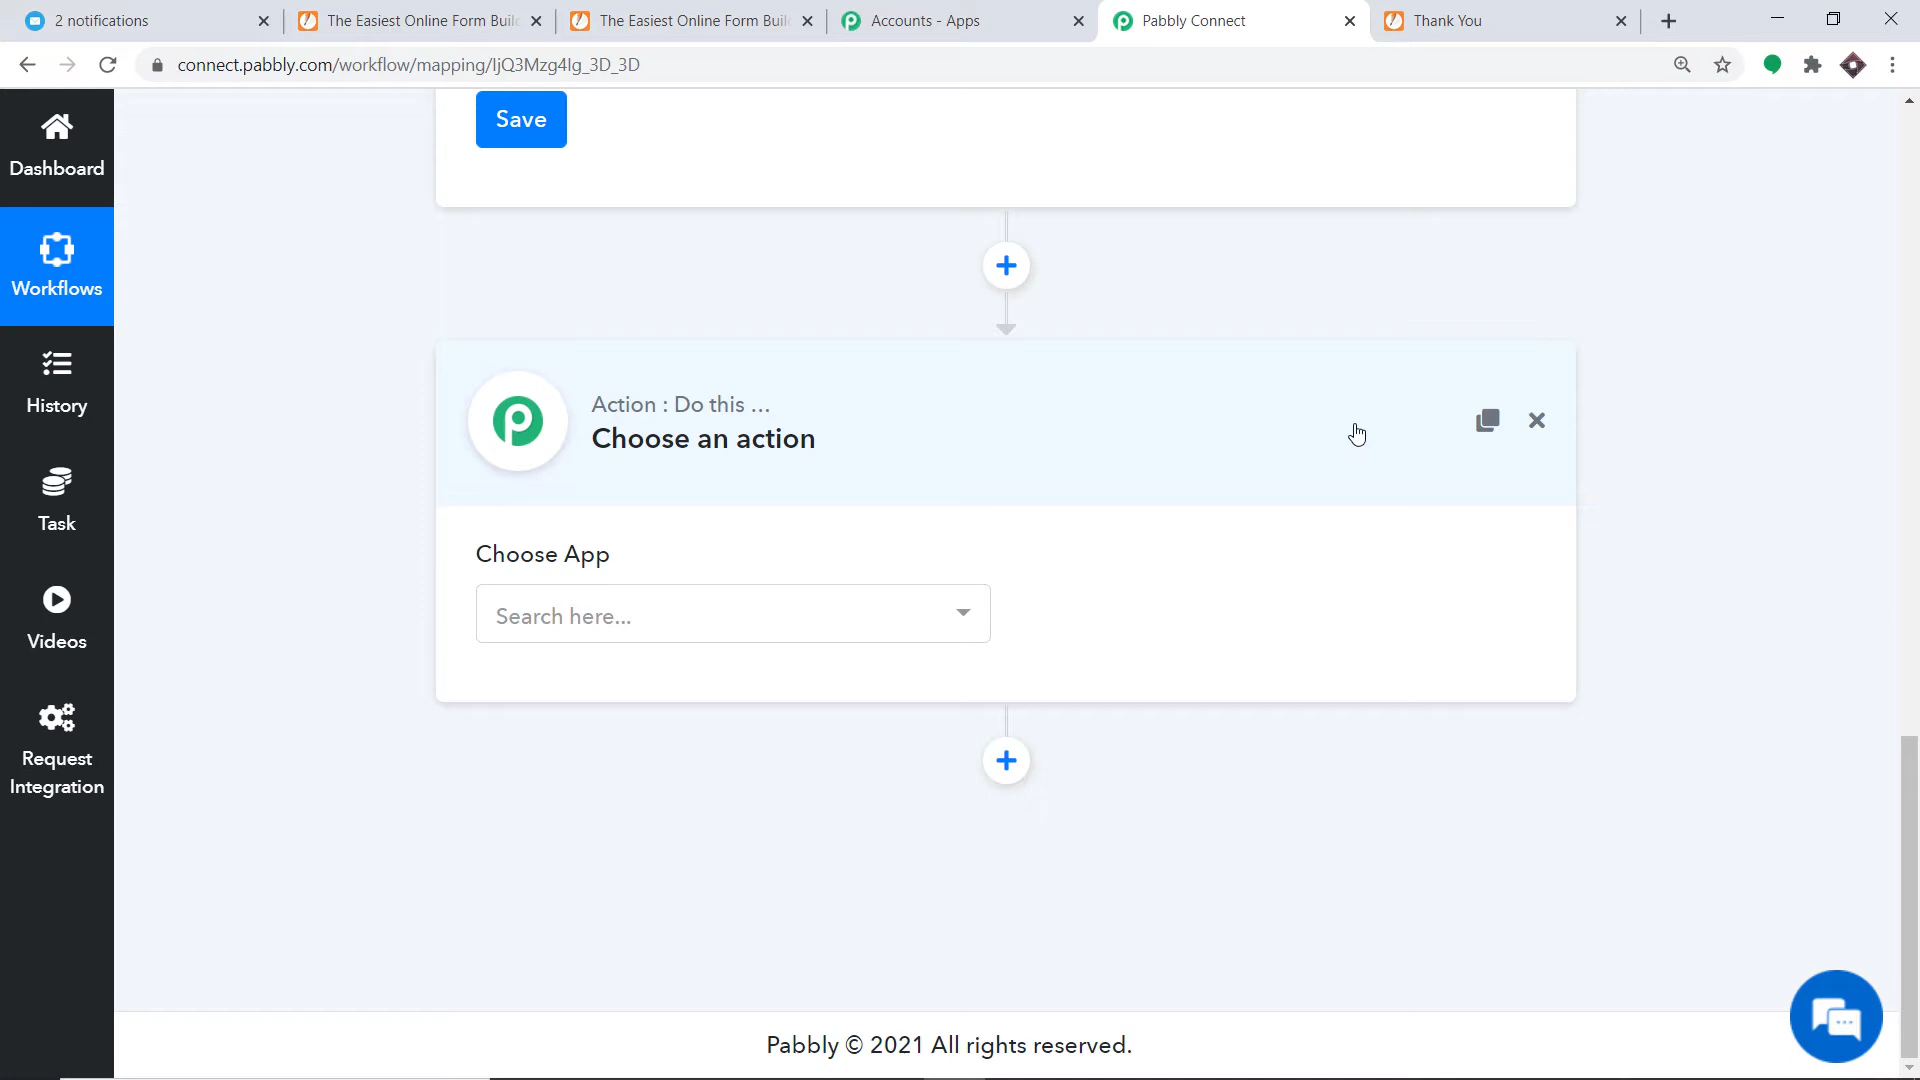 2 notifications
The Easiest Online Form Buil
The Easiest Online Form Buil
Accounts - Apps
Pabbly Connect
Thank You
connect.pabbly.com/workflow/mapping/IjQ3Mzg4Ig_3D_3D
Save
Dashboard
Workflows
History
Task
Videos
Request
Integration
Action : Do this ...
Choose an action
Choose App
Search here...
Pabbly © 2021 All rights reserved.